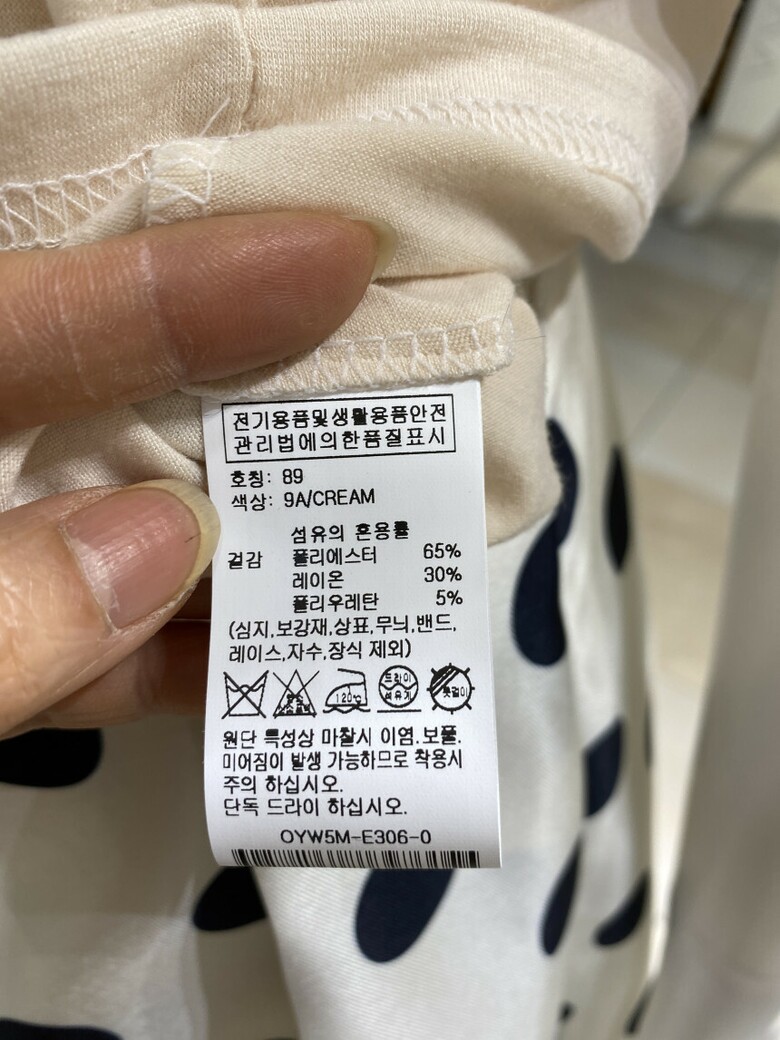 전기용품및생활용품안전
관리법에의한품질표시
호칭: 89
색상: 9A/CREAM
섬유의 혼용률
겉감 폴리에스터 65%
레이온 30%
폴리우레탄 5%
(심지,보강재,상표,무늬,밴드,
레이스,자수,장식 제외)
120℃ 드라이 옷걸이
석유계
원단 특성상 마찰시 이염.보풀.
미어짐이 발생 가능하므로 착용시
주의 하십시오.
단독 드라이 하십시오.
OYW5M-E306-0